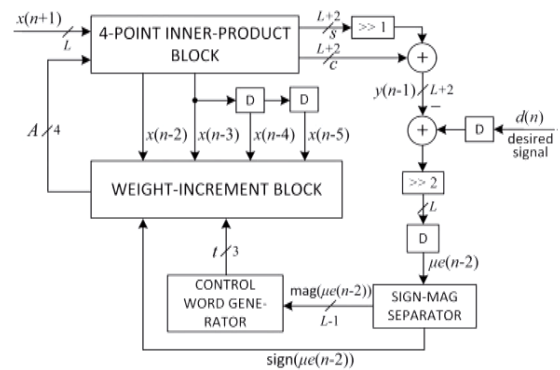 x(n+1)
L
4-POINT INNER-PRODUCT
BLOCK
L+2
s
>> 1
L+2
c
+
y(n-1)
L+2
−
d(n)
+
D
desired
signal
A
4
D
D
x(n-2)
x(n-3)
x(n-4)
x(n-5)
>> 2
WEIGHT-INCREMENT BLOCK
L
D
t
3
μe(n-2)
CONTROL
WORD GENE-
RATOR
mag(μe(n-2))
L-1
SIGN-MAG
SEPARATOR
sign(μe(n-2))